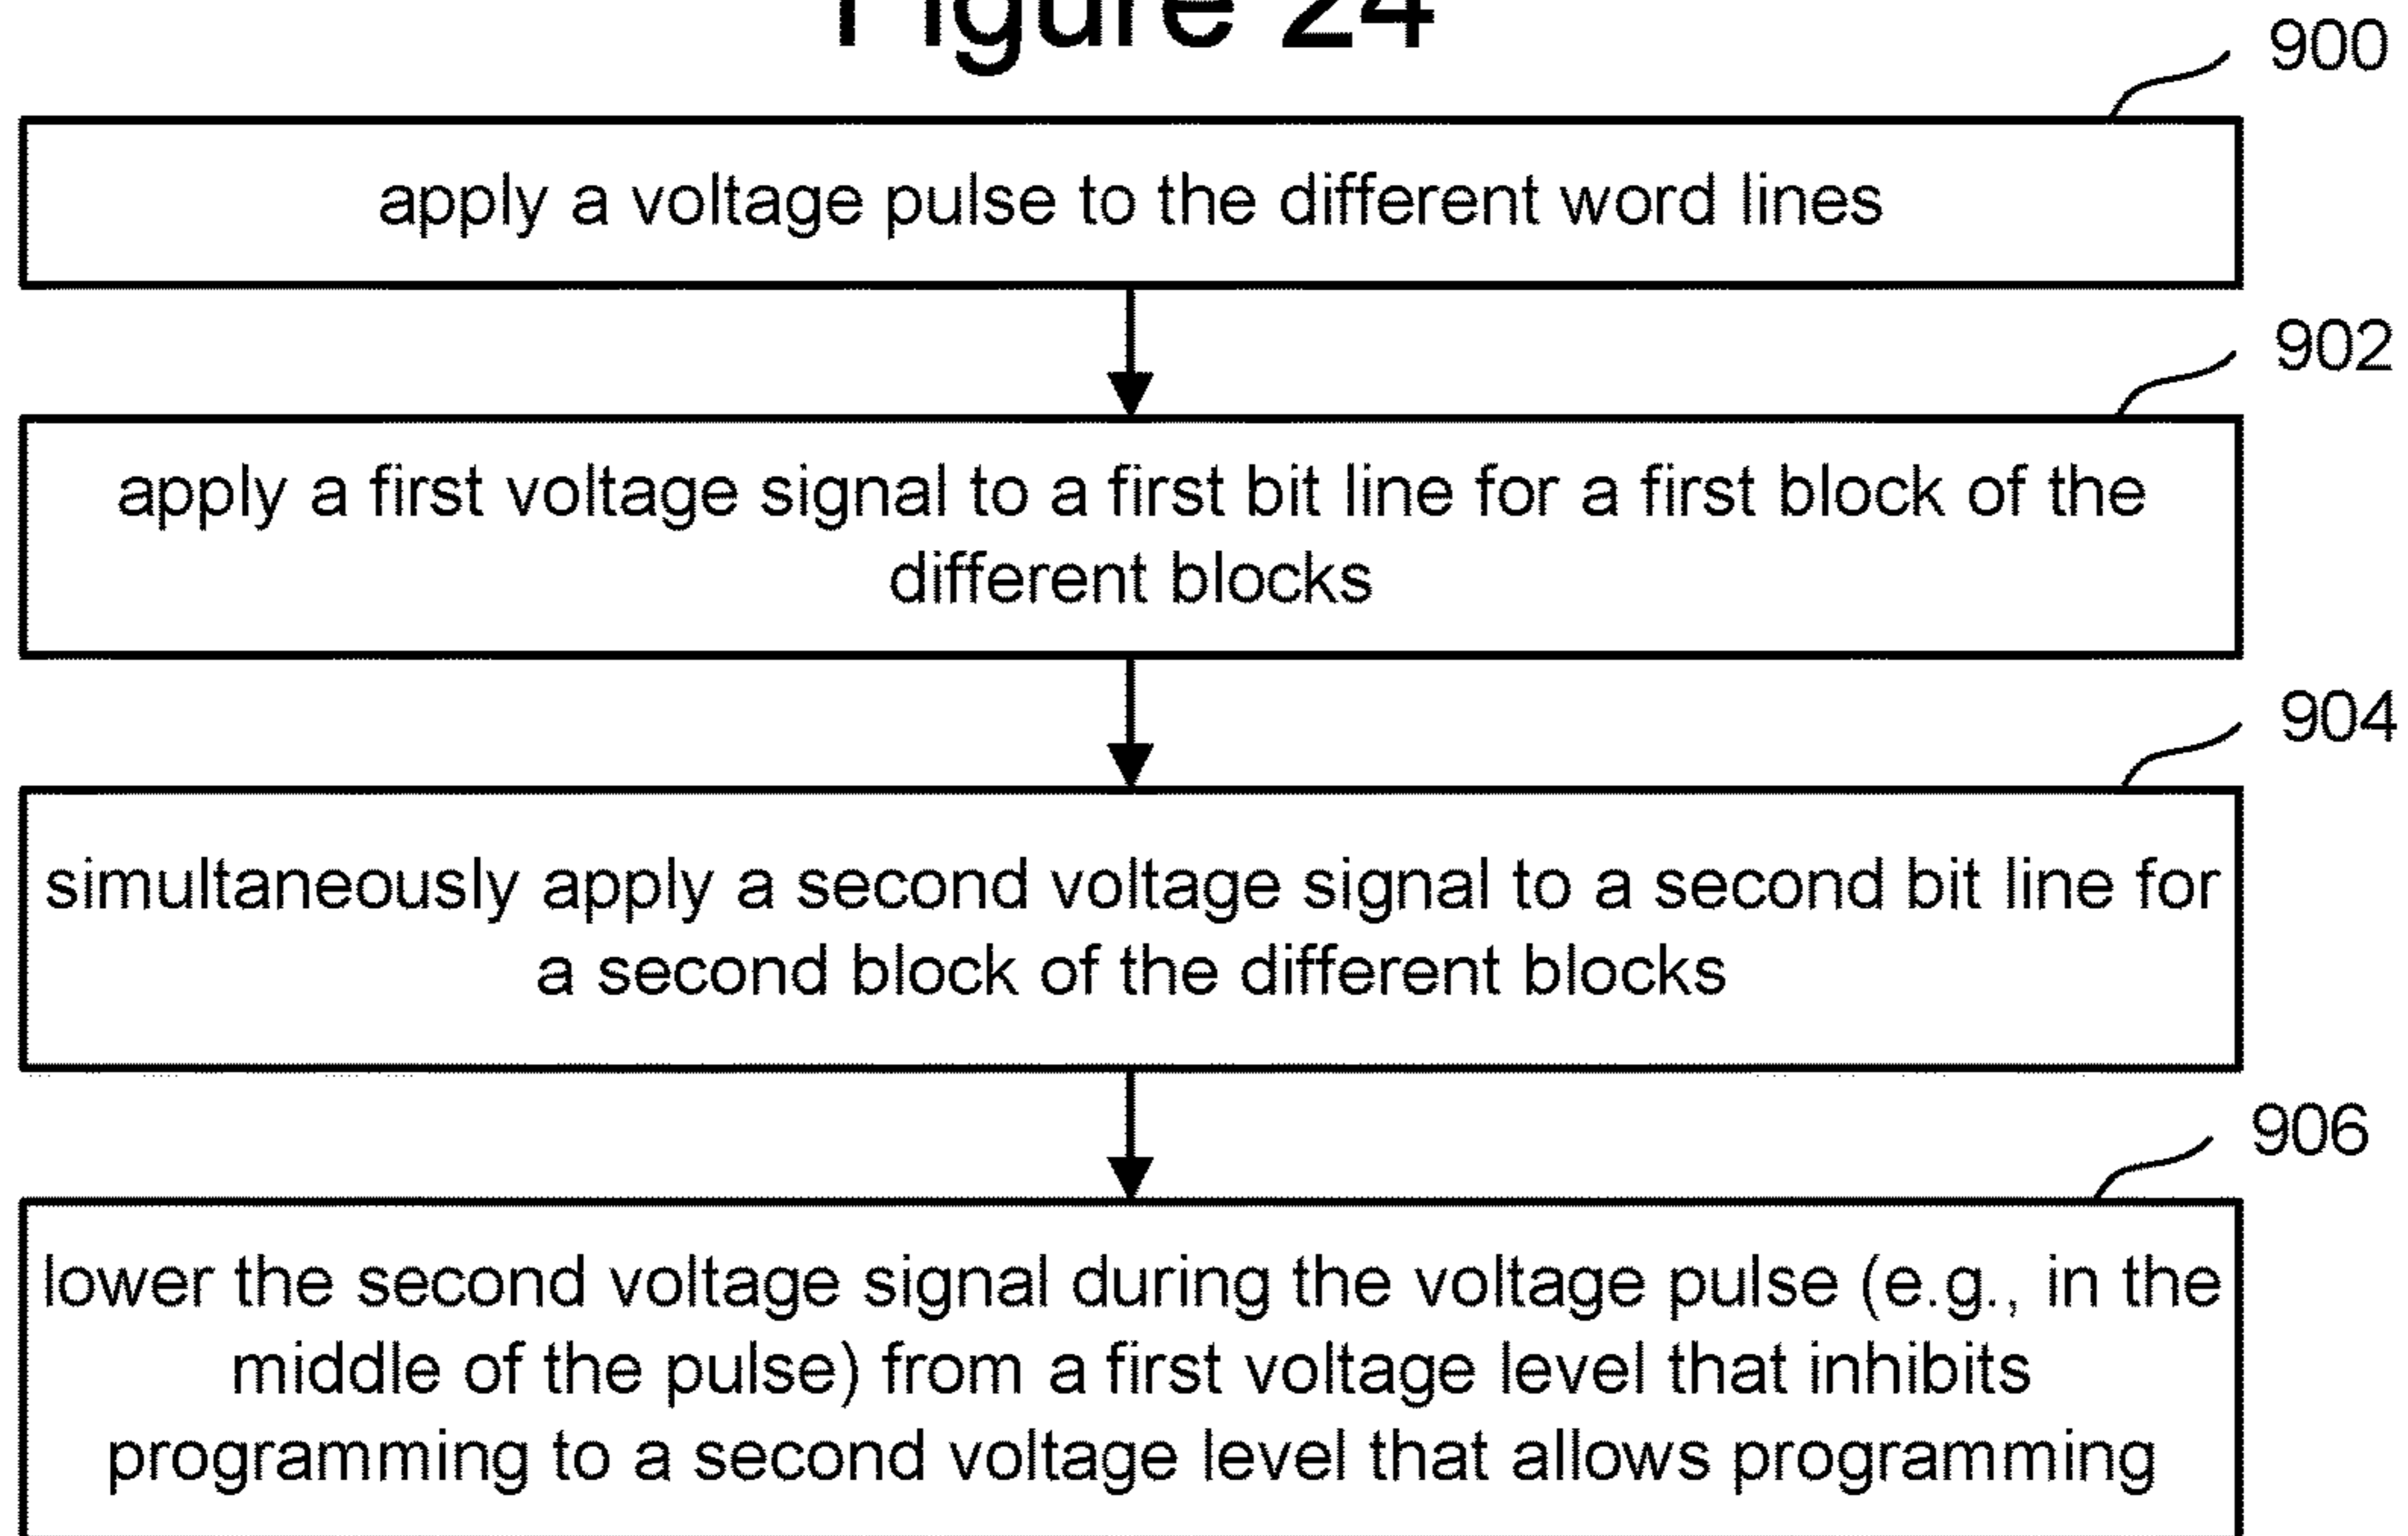 Figure 24
900
apply a voltage pulse to the different word lines
902
apply a first voltage signal to a first bit line for a first block of the
different blocks
904
simultaneously apply a second voltage signal to a second bit line for
a second block of the different blocks
906
lower the second voltage signal during the voltage pulse (e.g., in the
middle of the pulse) from a first voltage level that inhibits
programming to a second voltage level that allows programming